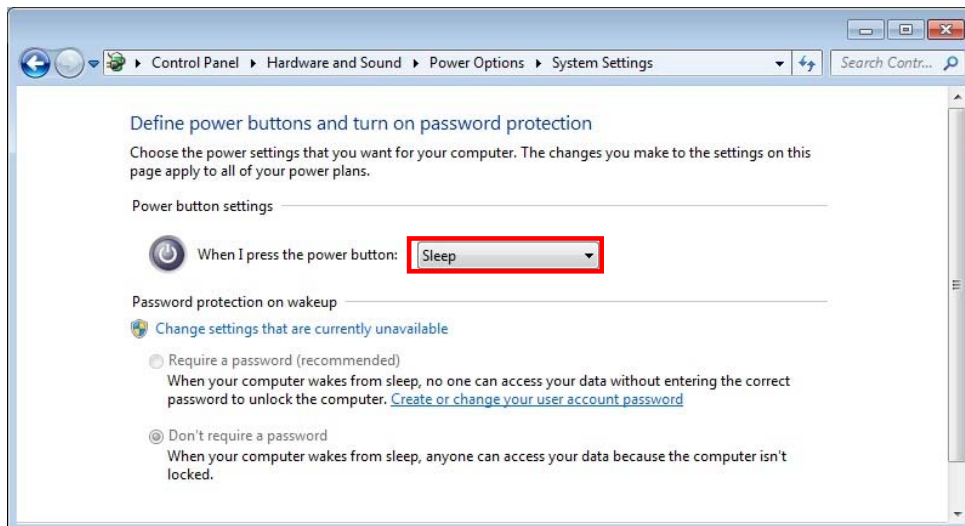 Control Panel Hardware and Sound Power Options System Settings Search Contr...
Define power buttons and turn on password protection
Choose the power settings that you want for your computer. The changes you make to the settings on this
page apply to all of your power plans.
Power button settings
When I press the power button: Sleep
Password protection on wakeup
Change settings that are currently unavailable
Require a password (recommended)
When your computer wakes from sleep, no one can access your data without entering the correct
password to unlock the computer. Create or change your user account password
Don't require a password
When your computer wakes from sleep, anyone can access your data because the computer isn't
locked.